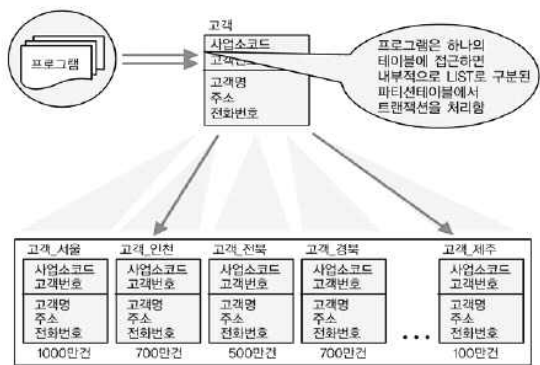 고객
프로그램
사업소코드
고객번
고객명
주소
전화번호
프로그램은 하나의
테이블에 접근하면
내부적으로 LIST로 구분된
파티션테이블에서
트랜잭션을 처리함
고객_서울
사업소코드
고객번호
고객명
주소
전화번호
1000만건
고객_인천
사업소코드
고객번호
고객명
주소
전화번호
700만건
고객_전북
사업소코드
고객번호
고객명
주소
전화번호
500만건
고객_경북
사업소코드
고객번호
고객명
주소
전화번호
700만건
...
고객_제주
사업소코드
고객번호
고객명
주소
전화번호
100만건